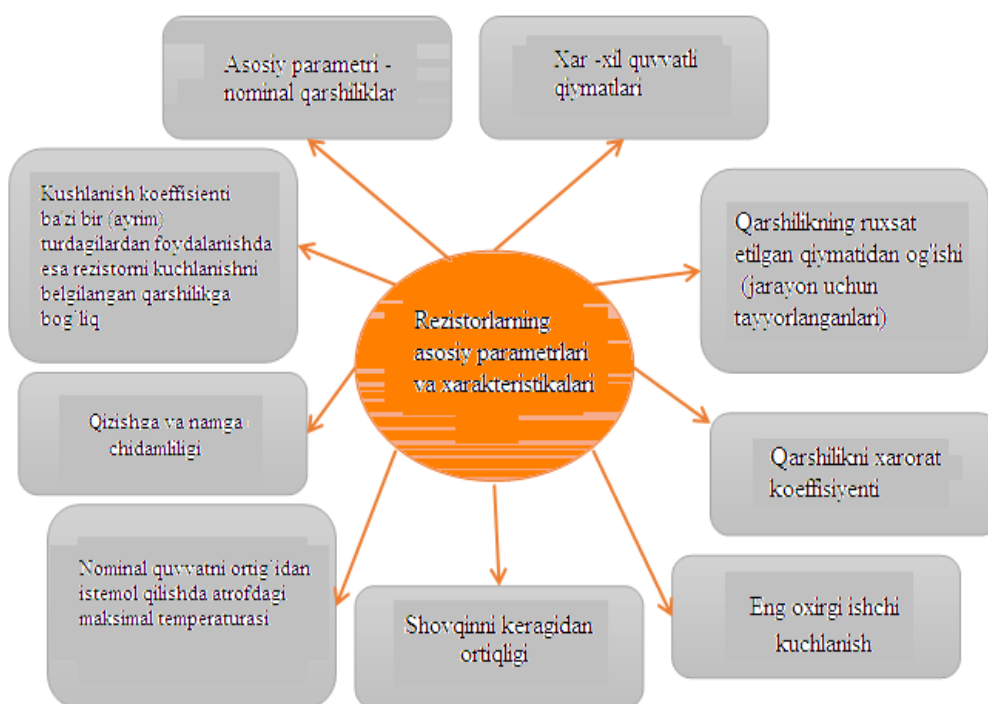 Asosiy parametri -
nominal qarshiliklar
Xar -xil quvvatli
qiymatlari
Kushlanish koeffisienti
ba'zi bir (ayrim)
turdagilardan foydalanishda
esa rezistorni kuchlanishni
belgilangan qarshilikga
bog`liq
Qarshilikning ruxsat
etilgan qiymatidan og'ishi
(jarayon uchun
tayyorlanganlari)
Rezistorlarning
asosiy parametrlari
va xarakteristikalari
Qizishga va namga
chidamliligi
Qarshilikni xarorat
koeffisiyenti
Nominal quvvatni ortig`idan
istemol qilishda atrofdagi
maksimal temperaturasi
Shovqinni keragidan
ortiqligi
Eng oxirgi ishchi
kuchlanish